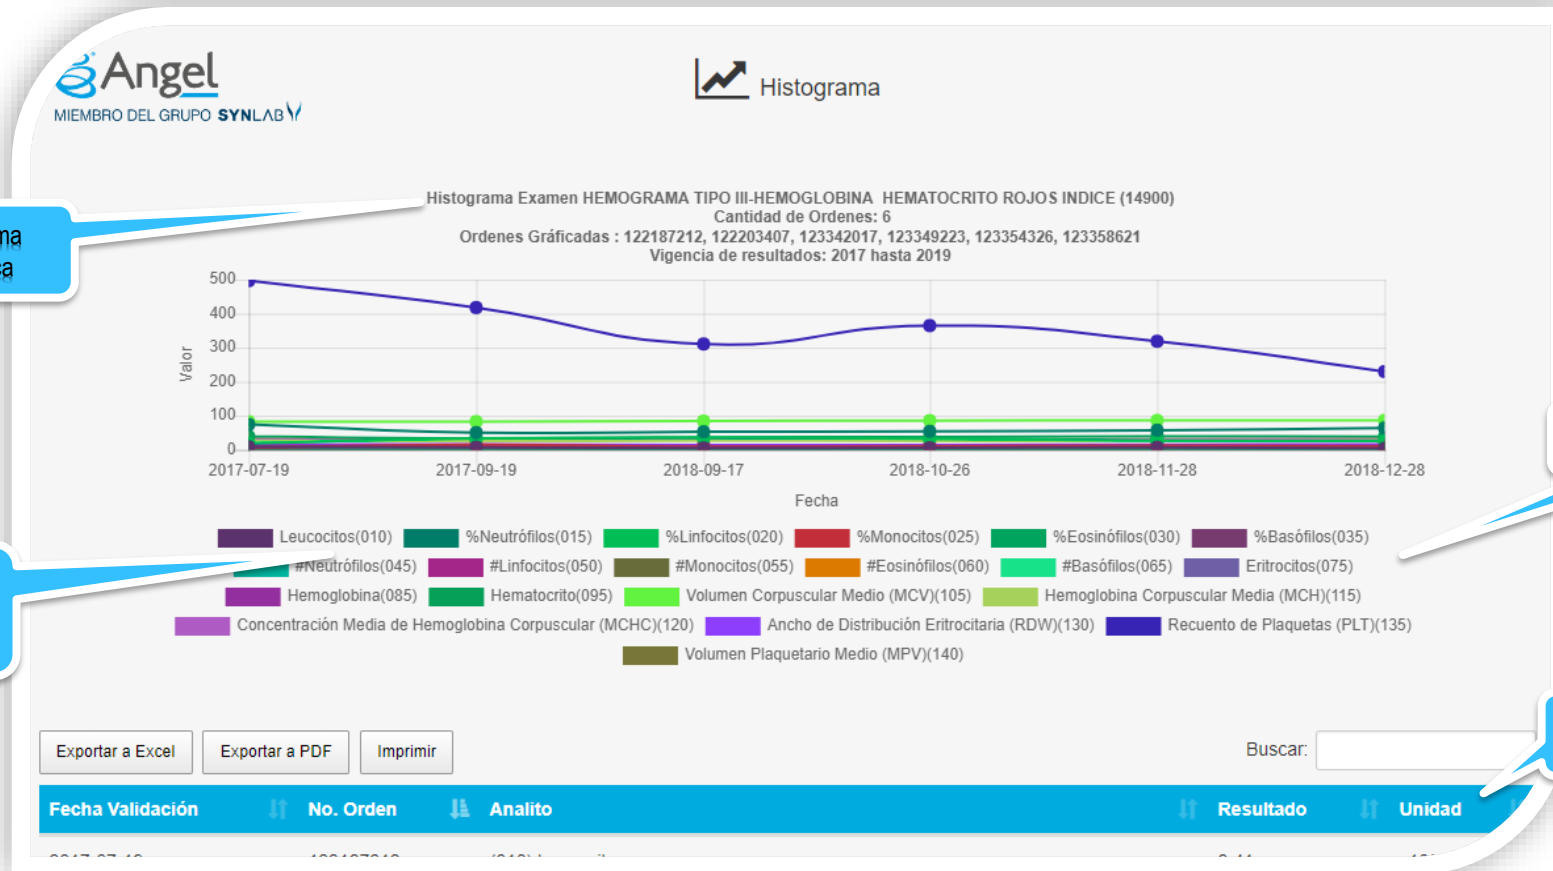 Angel
MIEMBRO DEL GRUPO SYNLAB
Histograma
Histograma Examen HEMOGRAMA TIPO III-HEMOGLOBINA HEMATOCRITO ROJOS INDICE (14900)
Cantidad de Ordenes: 6
Ordenes Gráficadas : 122187212, 122203407, 123342017, 123349223, 123354326, 123358621
Vigencia de resultados: 2017 hasta 2019
500
400
300
200
100
0
Valor
2017-07-19 2017-09-19 2018-09-17 2018-10-26 2018-11-28 2018-12-28
Fecha
Leucocitos(010) %Neutrófilos(015) %Linfocitos(020) %Monocitos(025) %Eosinófilos(030) %Basófilos(035)
#Neutrófilos(045) #Linfocitos(050) #Monocitos(055) #Eosinófilos(060) #Basófilos(065) Eritrocitos(075)
Hemoglobina(085) Hematocrito(095) Volumen Corpuscular Medio (MCV)(105) Hemoglobina Corpuscular Media (MCH)(115)
Concentración Media de Hemoglobina Corpuscular (MCHC)(120) Ancho de Distribución Eritrocitaria (RDW)(130) Recuento de Plaquetas (PLT)(135)
Volumen Plaquetario Medio (MPV)(140)
Exportar a Excel Exportar a PDF Imprimir Buscar:
Fecha Validación No. Orden Analito Resultado Unidad